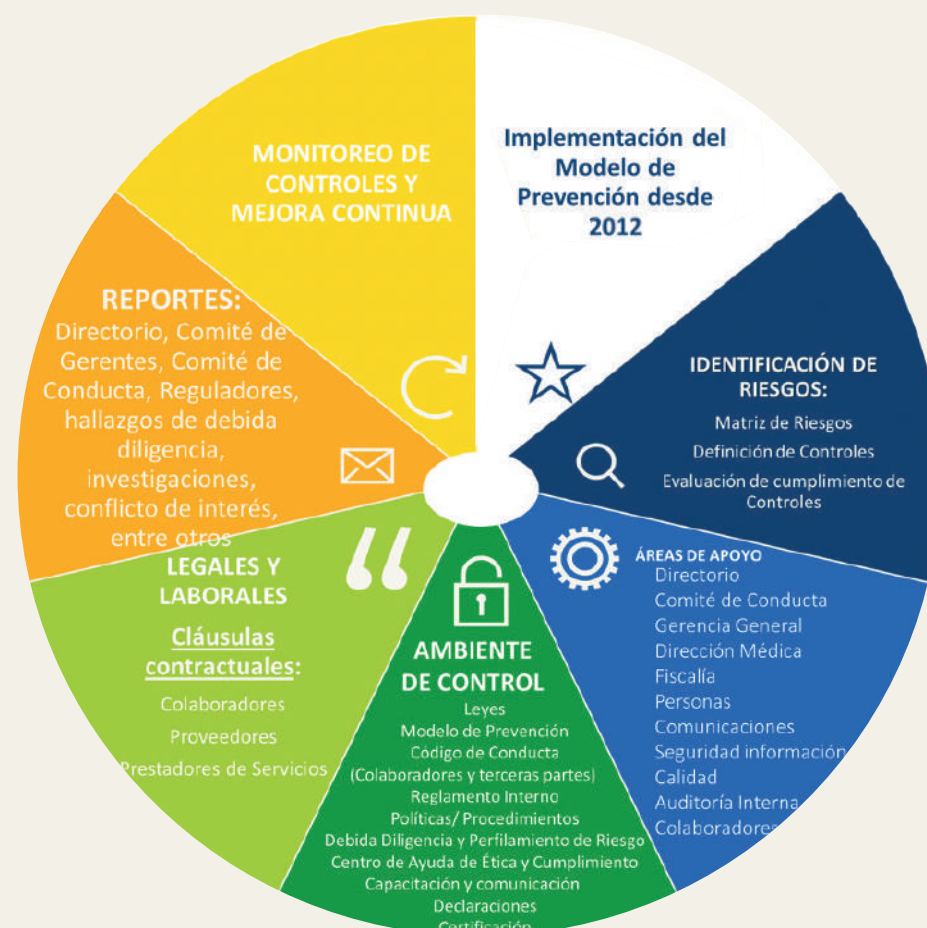 Implementación del
Modelo de
Prevención desde
2012
IDENTIFICACIÓN DE
RIESGOS:
Matriz de Riesgos
Definición de Controles
Evaluación de cumplimiento de
Controles
ÁREAS DE APOYO
Directorio
Comité de Conducta
Gerencia General
Dirección Médica
Fiscalía
Personas
Comunicaciones
Seguridad información
Calidad
Auditoría Interna
Colaboradores
AMBIENTE
DE CONTROL
Leyes
Modelo de Prevención
Código de Conducta
(Colaboradores y terceras partes)
Reglamento Interno
Políticas/ Procedimientos
Debida Diligencia y Perfilamiento de Riesgo
Centro de Ayuda de Ética y Cumplimiento
Capacitación y comunicación
Declaraciones
Certificación
LEGALES Y
LABORALES
Cláusulas
contractuales:
Colaboradores
Proveedores
Prestadores de Servicios
REPORTES:
Directorio, Comité de
Gerentes, Comité de
Conducta, Reguladores,
hallazgos de debida
diligencia,
investigaciones,
conflicto de interés,
entre otros
MONITOREO DE
CONTROLES Y
MEJORA CONTINUA